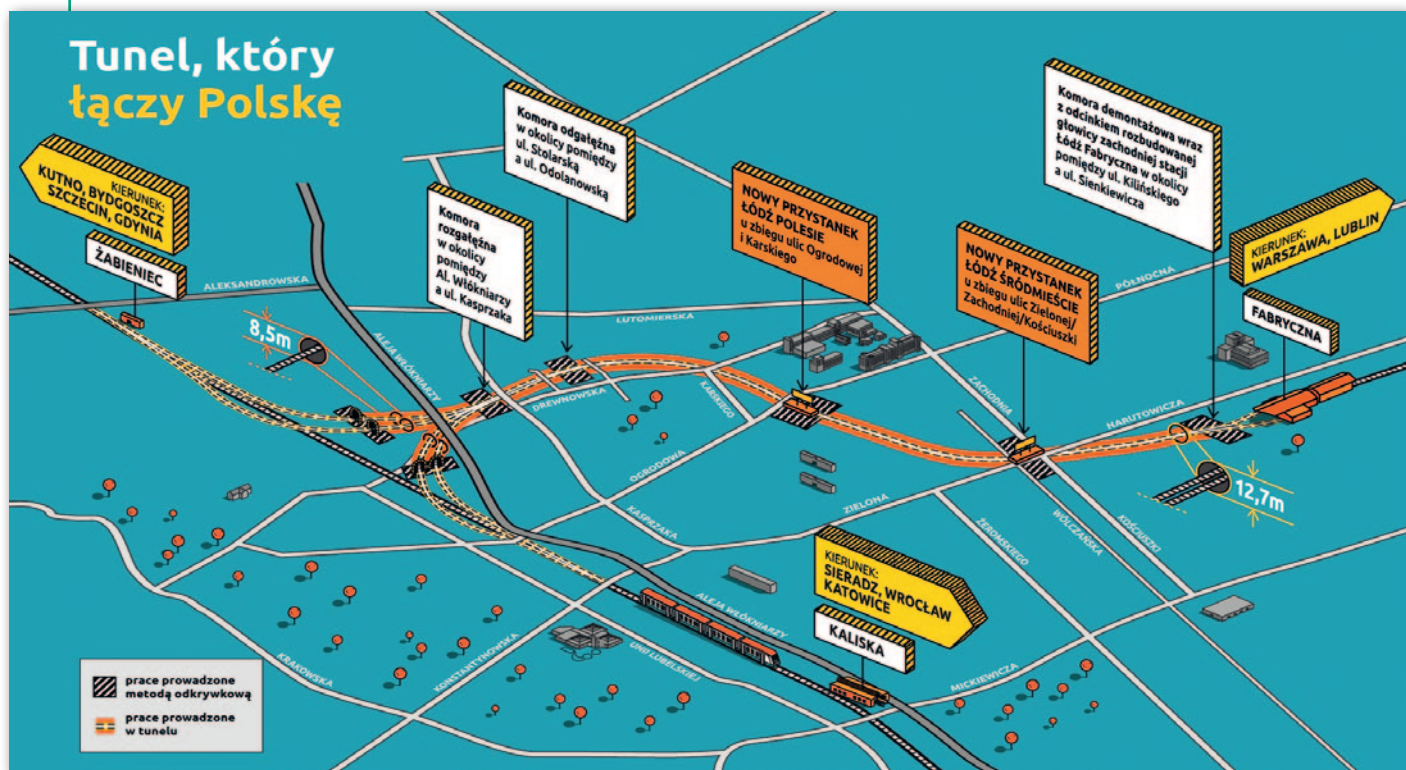 Tunel, który
łączy Polskę
KIERUNEK:
KUTNO, BYDGOSZCZ
SZCZECIN, GDYNIA
ŻABIENIEC
Komora odgałęźna
w okolicy pomiędzy
ul. Stolarską
a ul. Odolanowską
Komora
rozgałęźna
w okolicy
pomiędzy
Al. Włókniarzy
a ul. Kasprzaka
NOWY PRZYSTANEK
ŁÓDŹ POLESIE
u zbiegu ulic Ogrodowej
i Karskiego
NOWY PRZYSTANEK
ŁÓDŹ ŚRÓDMIEŚCIE
u zbiegu ulic Zielonej/
Zachodniej/Kościuszki
Komora demontażowa wraz
z odcinkiem rozbudowanej
głowicy zachodniej stacji
Łódź Fabryczna w okolicy
pomiędzy ul. Kilińskiego
a ul. Sienkiewicza
KIERUNEK:
WARSZAWA, LUBLIN
FABRYCZNA
ALEKSANDROWSKA
8,5m
ALEJA WŁÓKNIARZY
LUTOMIERSKA
PÓŁNOCNA
DREWNOWSKA
KARSKIEGO
ZACHODNIA
NARUTOWICZA
OGRODOWA
KASPRZAKA
ZIELONA
ŻEROMSKIEGO
WÓLCZAŃSKA
KOŚCIUSZKI
12,7m
KIERUNEK:
SIERADZ, WROCŁAW
KATOWICE
KALISKA
ALEJA WŁÓKNIARZY
MICKIEWICZA
KRAKOWSKA
KONSTANTYNOWSKA
UNII LUBELSKIEJ
prace prowadzone
metodą odkrywkową
prace prowadzone
w tunelu